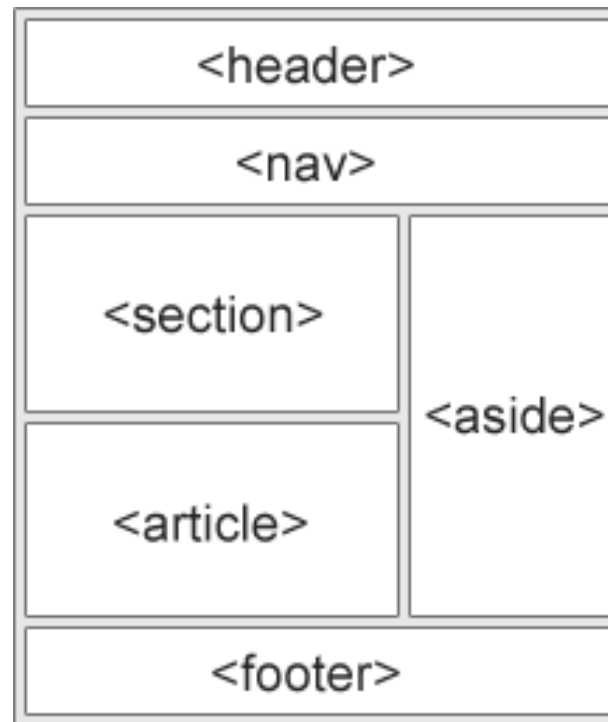 <header>
<nav>
<section>
<aside>
<article>
<footer>